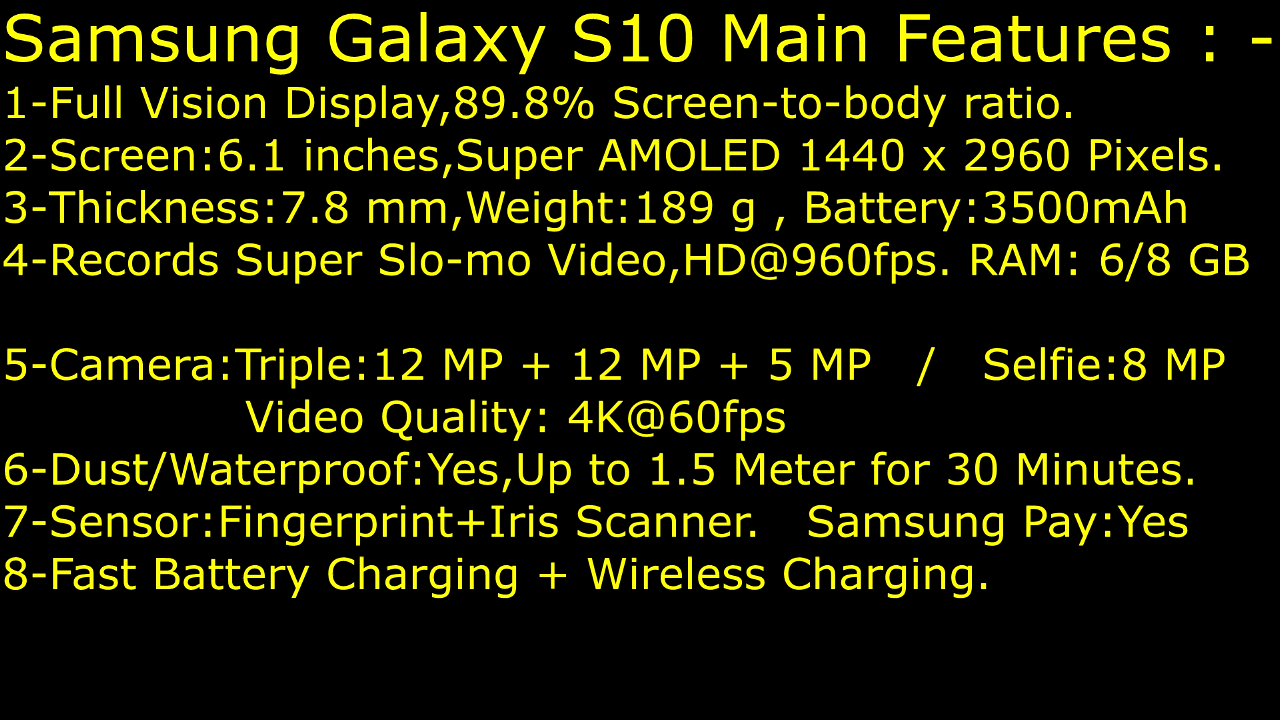 Samsung Galaxy S10 Main Features : -
1-Full Vision Display,89.8% Screen-to-body ratio.
2-Screen:6.1 inches,Super AMOLED 1440 x 2960 Pixels.
3-Thickness:7.8 mm,Weight:189 g , Battery:3500mAh
4-Records Super Slo-mo Video,HD@960fps. RAM: 6/8 GB
5-Camera:Triple:12 MP + 12 MP + 5 MP / Selfie:8 MP
Video Quality: 4K@60fps
6-Dust/Waterproof:Yes,Up to 1.5 Meter for 30 Minutes.
7-Sensor:Fingerprint+Iris Scanner. Samsung Pay:Yes
8-Fast Battery Charging + Wireless Charging.